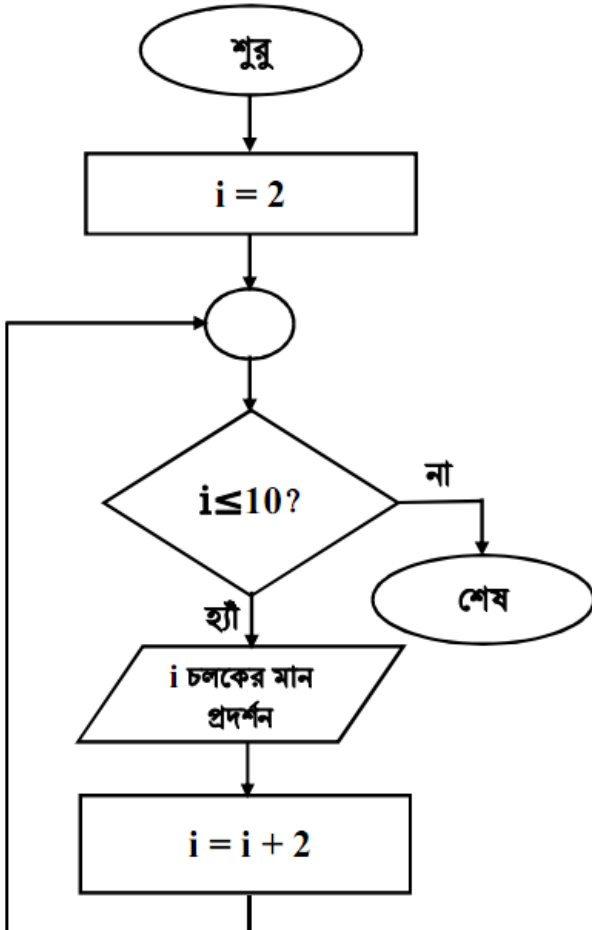 শুরু
i = 2
i≤10?
না
শেষ
হ্যাঁ
i চলকের মান
প্রদর্শন
i = i + 2